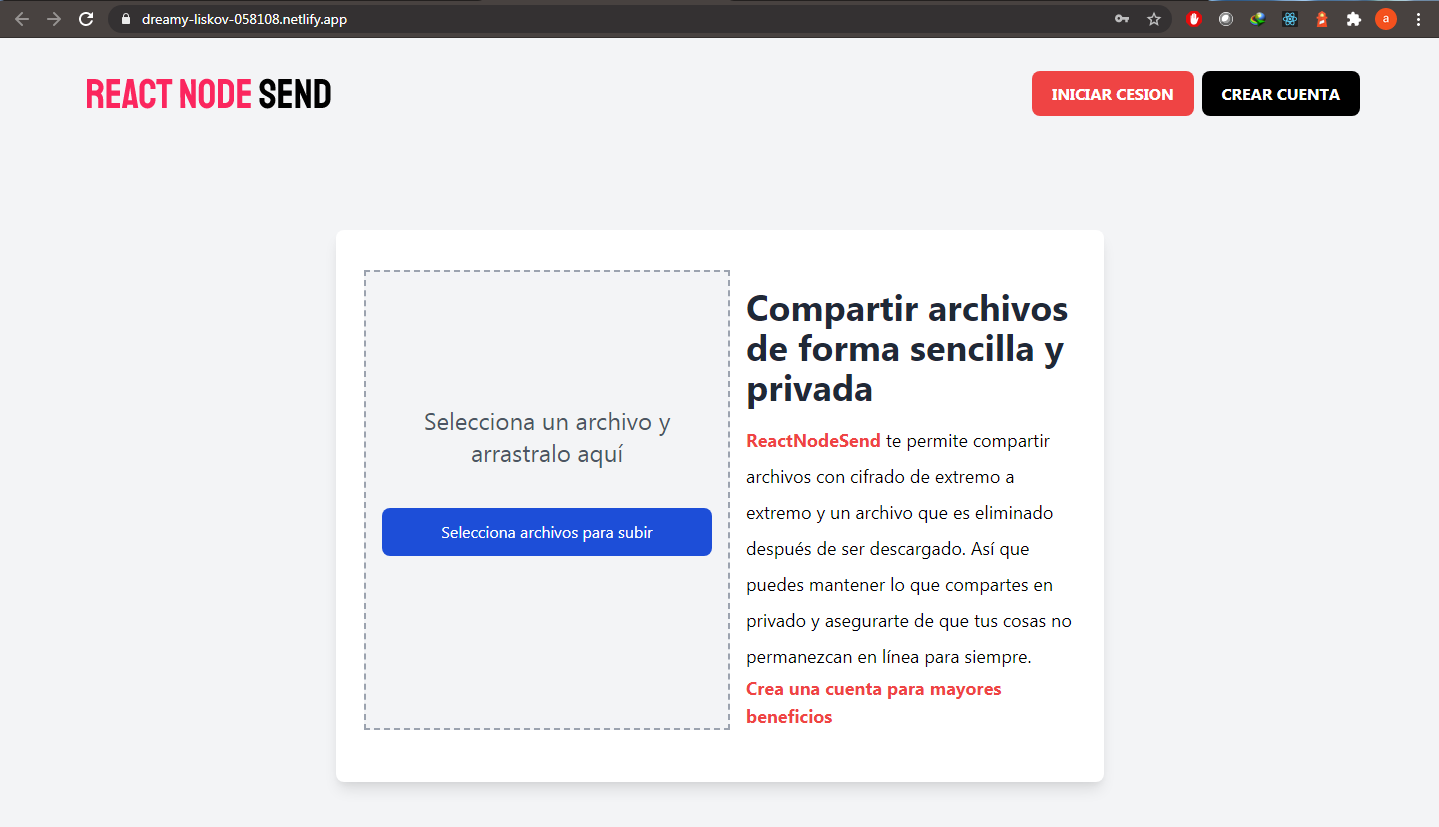 dreamy-liskov-058108.netlify.app
a
REACT NODE SEND
INICIAR CESION
CREAR CUENTA
Selecciona un archivo y
arrastralo aquí
Selecciona archivos para subir
Compartir archivos
de forma sencilla y
privada
ReactNodeSend te permite compartir
archivos con cifrado de extremo a
extremo y un archivo que es eliminado
después de ser descargado. Así que
puedes mantener lo que compartes en
privado y asegurarte de que tus cosas no
permanezcan en línea para siempre.
Crea una cuenta para mayores
beneficios